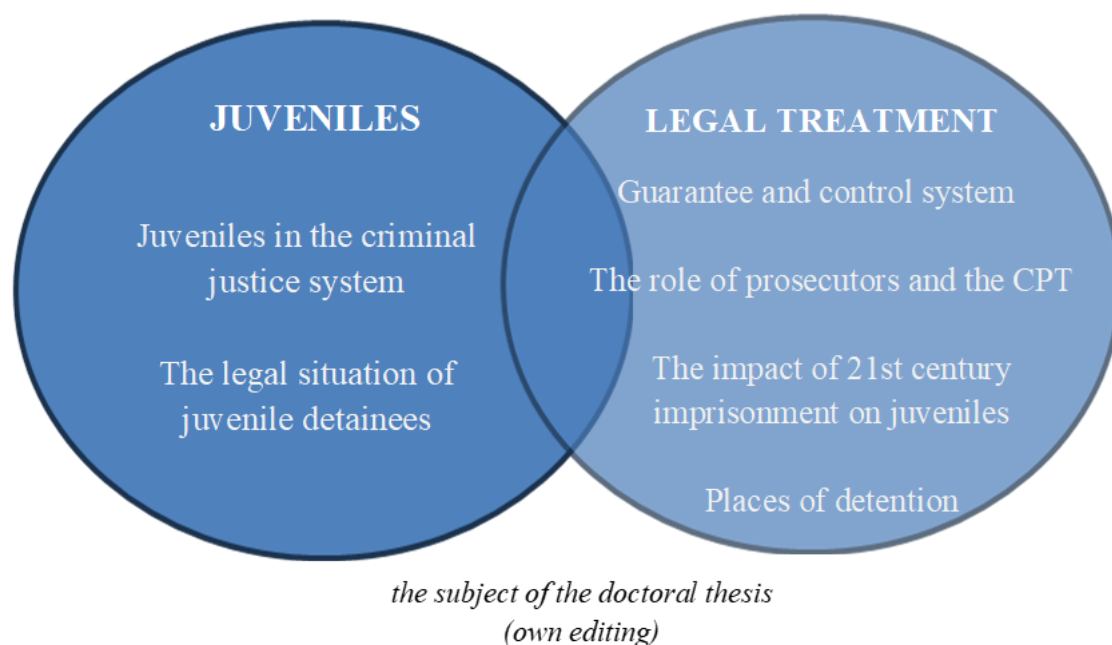 JUVENILES
Juveniles in the criminal
justice system
The legal situation of
juvenile detainees
LEGAL TREATMENT
Guarantee and control system
The role of prosecutors and the CPT
The impact of 21st century
imprisonment on juveniles
Places of detention
the subject of the doctoral thesis
(own editing)